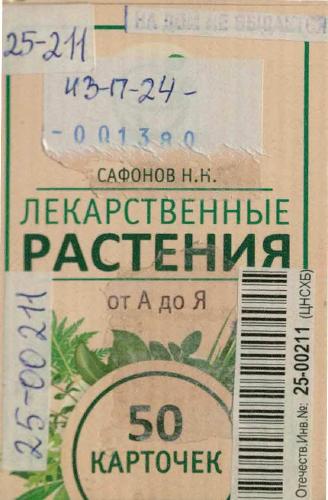 НА ДОМ НЕ ВЫДАЕТСЯ
25-211
ИЗ-П-24-
-001380
САФОНОВ Н.Н.
ЛЕКАРСТВЕННЫЕ
РАСТЕНИЯ
от А до Я
25-00211
50
КАРТОЧЕК
Отечеств.Инв.№: 25-00211 (ЦНСХБ)